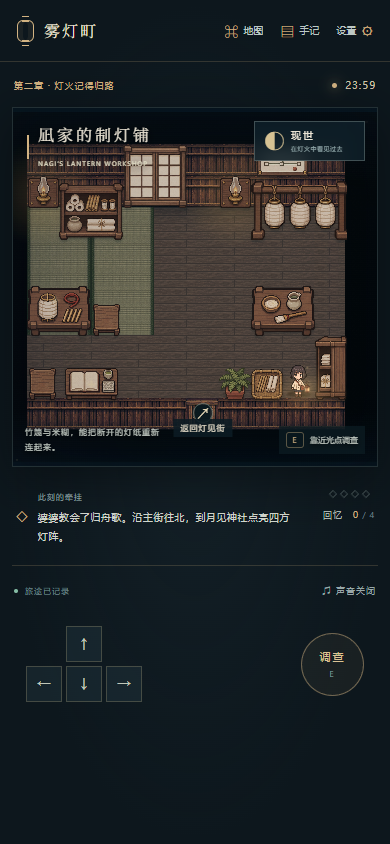 雾灯町
地图
手记
设置
第二章 · 灯火记得归路
23:59
凪家的制灯铺
NAGI'S LANTERN WORKSHOP
现世
在灯火中看见过去
竹篾与米糊，能把断开的灯纸重新
连起来。
返回灯见街
E
靠近光点调查
此刻的牵挂
婆婆教会了归舟歌。沿主街往北，到月见神社点亮四方
灯阵。
回忆 0 / 4
旅途已记录
声音关闭
↑
← ↓ →
调查
E